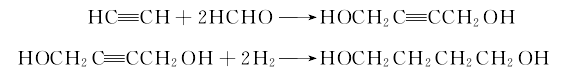 HC≡CH + 2HCHO ⟶ HOCH₂C≡CCH₂OH
HOCH₂C≡CCH₂OH + 2H₂ ⟶ HOCH₂CH₂CH₂CH₂OH